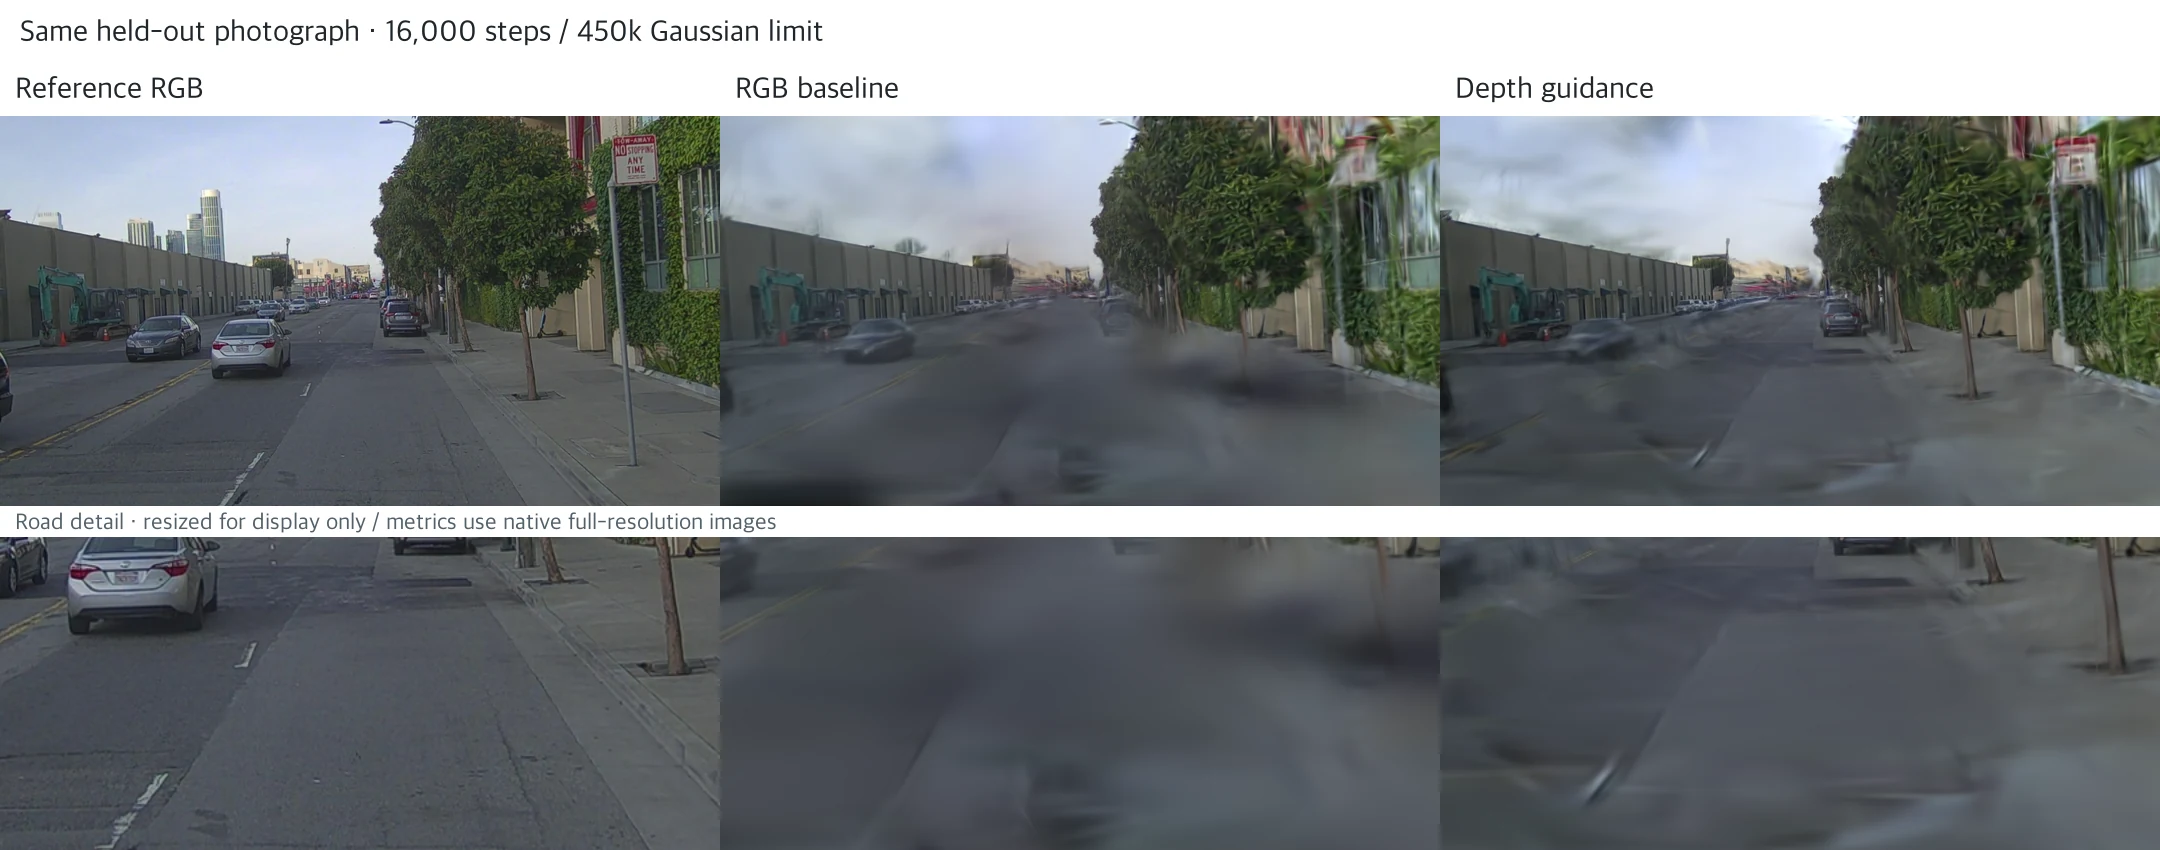 Same held-out photograph · 16,000 steps / 450k Gaussian limit
Reference RGB
RGB baseline
Depth guidance
TOW-AWAY
NO STOPPING
ANY
TIME
Road detail · resized for display only / metrics use native full-resolution images